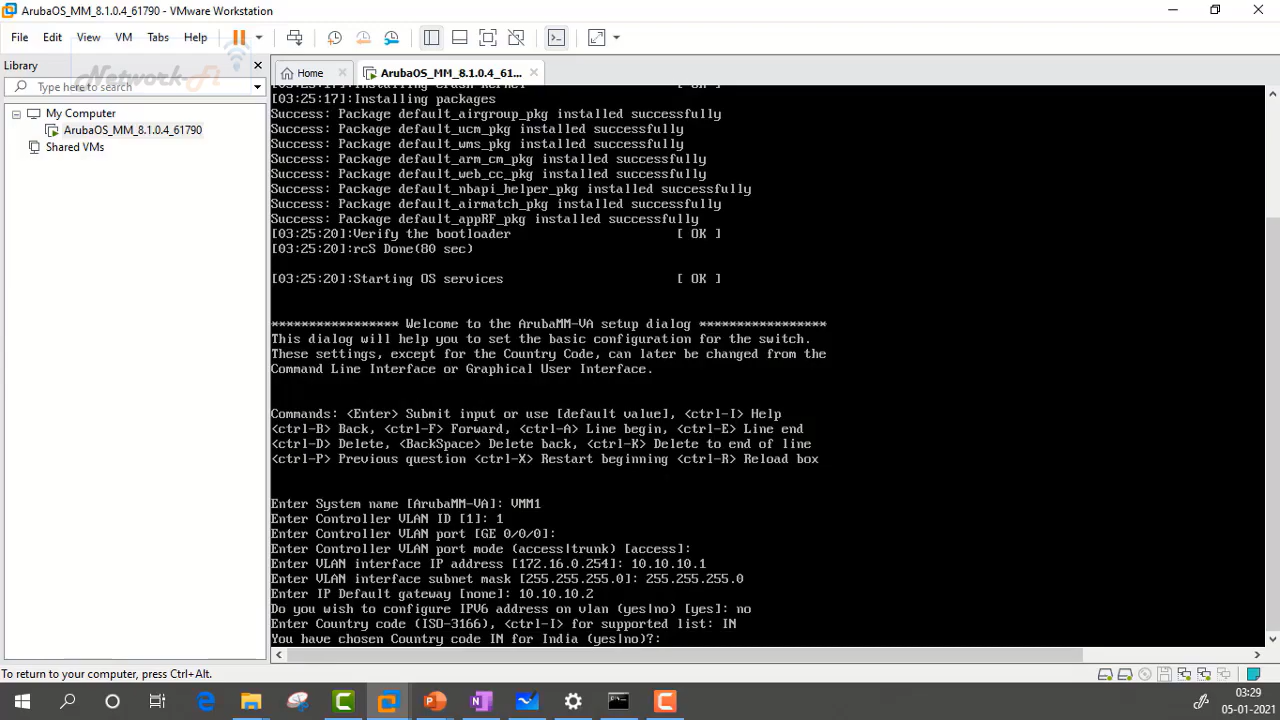 ArubaOS_MM_8.1.0.4_61790 - VMware Workstation
File Edit View VM Tabs Help
Library
Network-Fi
Type here to search
My Computer
ArubaOS_MM_8.1.0.4_61790
Shared VMs
Home
ArubaOS_MM_8.1.0.4_61...
[03:25:17]:Installing crash kernel [ OK ]
[03:25:17]:Installing packages
Success: Package default_airgroup_pkg installed successfully
Success: Package default_ucm_pkg installed successfully
Success: Package default_wms_pkg installed successfully
Success: Package default_arm_cm_pkg installed successfully
Success: Package default_web_cc_pkg installed successfully
Success: Package default_nbapi_helper_pkg installed successfully
Success: Package default_airmatch_pkg installed successfully
Success: Package default_appRF_pkg installed successfully
[03:25:20]:Verify the bootloader [ OK ]
[03:25:20]:rcS Done(80 sec)
[03:25:20]:Starting OS services [ OK ]
***************** Welcome to the ArubaMM-VA setup dialog *****************
This dialog will help you to set the basic configuration for the switch.
These settings, except for the Country Code, can later be changed from the
Command Line Interface or Graphical User Interface.
Commands: <Enter> Submit input or use [default value], <ctrl-I> Help
<ctrl-B> Back, <ctrl-F> Forward, <ctrl-A> Line begin, <ctrl-E> Line end
<ctrl-D> Delete, <BackSpace> Delete back, <ctrl-K> Delete to end of line
<ctrl-P> Previous question <ctrl-X> Restart beginning <ctrl-R> Reload box
Enter System name [ArubaMM-VA]: VMM1
Enter Controller VLAN ID [1]: 1
Enter Controller VLAN port [GE 0/0/0]:
Enter Controller VLAN port mode (access|trunk) [access]:
Enter VLAN interface IP address [172.16.0.254]: 10.10.10.1
Enter VLAN interface subnet mask [255.255.255.0]: 255.255.255.0
Enter IP Default gateway [none]: 10.10.10.2
Do you wish to configure IPV6 address on vlan (yes|no) [yes]: no
Enter Country code (ISO-3166), <ctrl-I> for supported list: IN
You have chosen Country code IN for India (yes|no)?:
To return to your computer, press Ctrl+Alt.
03:29
05-01-2021